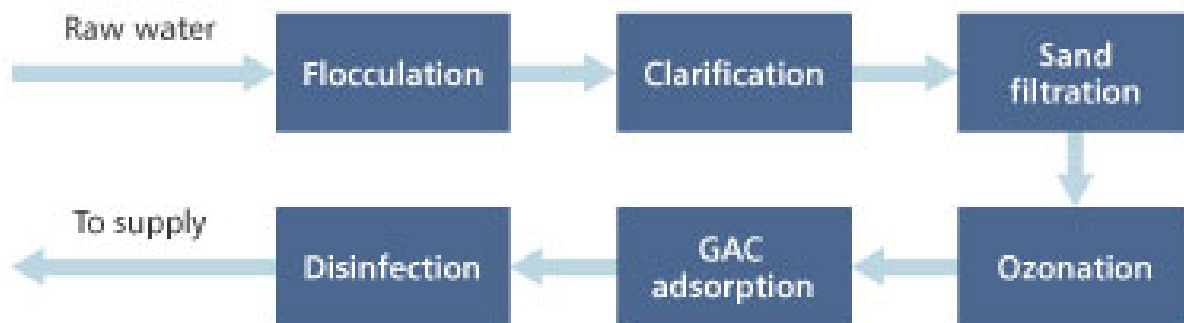 Raw water
Flocculation
Clarification
Sand
filtration
Ozonation
GAC
adsorption
Disinfection
To supply